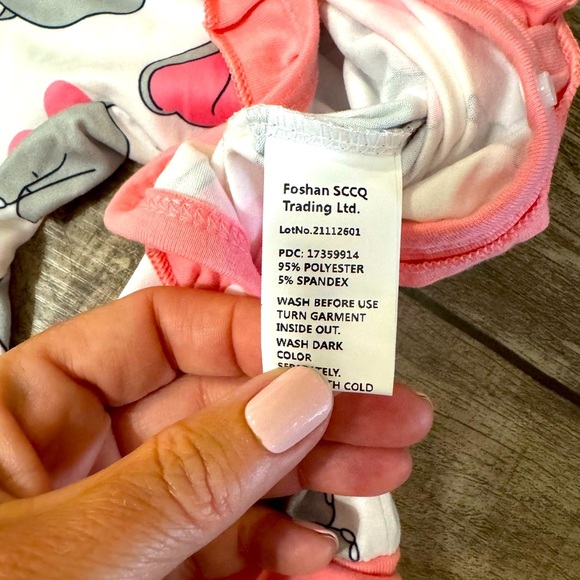 Foshan SCCQ
Trading Ltd.
LotNo.21112601
PDC: 17359914
95% POLYESTER
5% SPANDEX
WASH BEFORE USE
TURN GARMENT
INSIDE OUT.
WASH DARK
COLOR
COLD